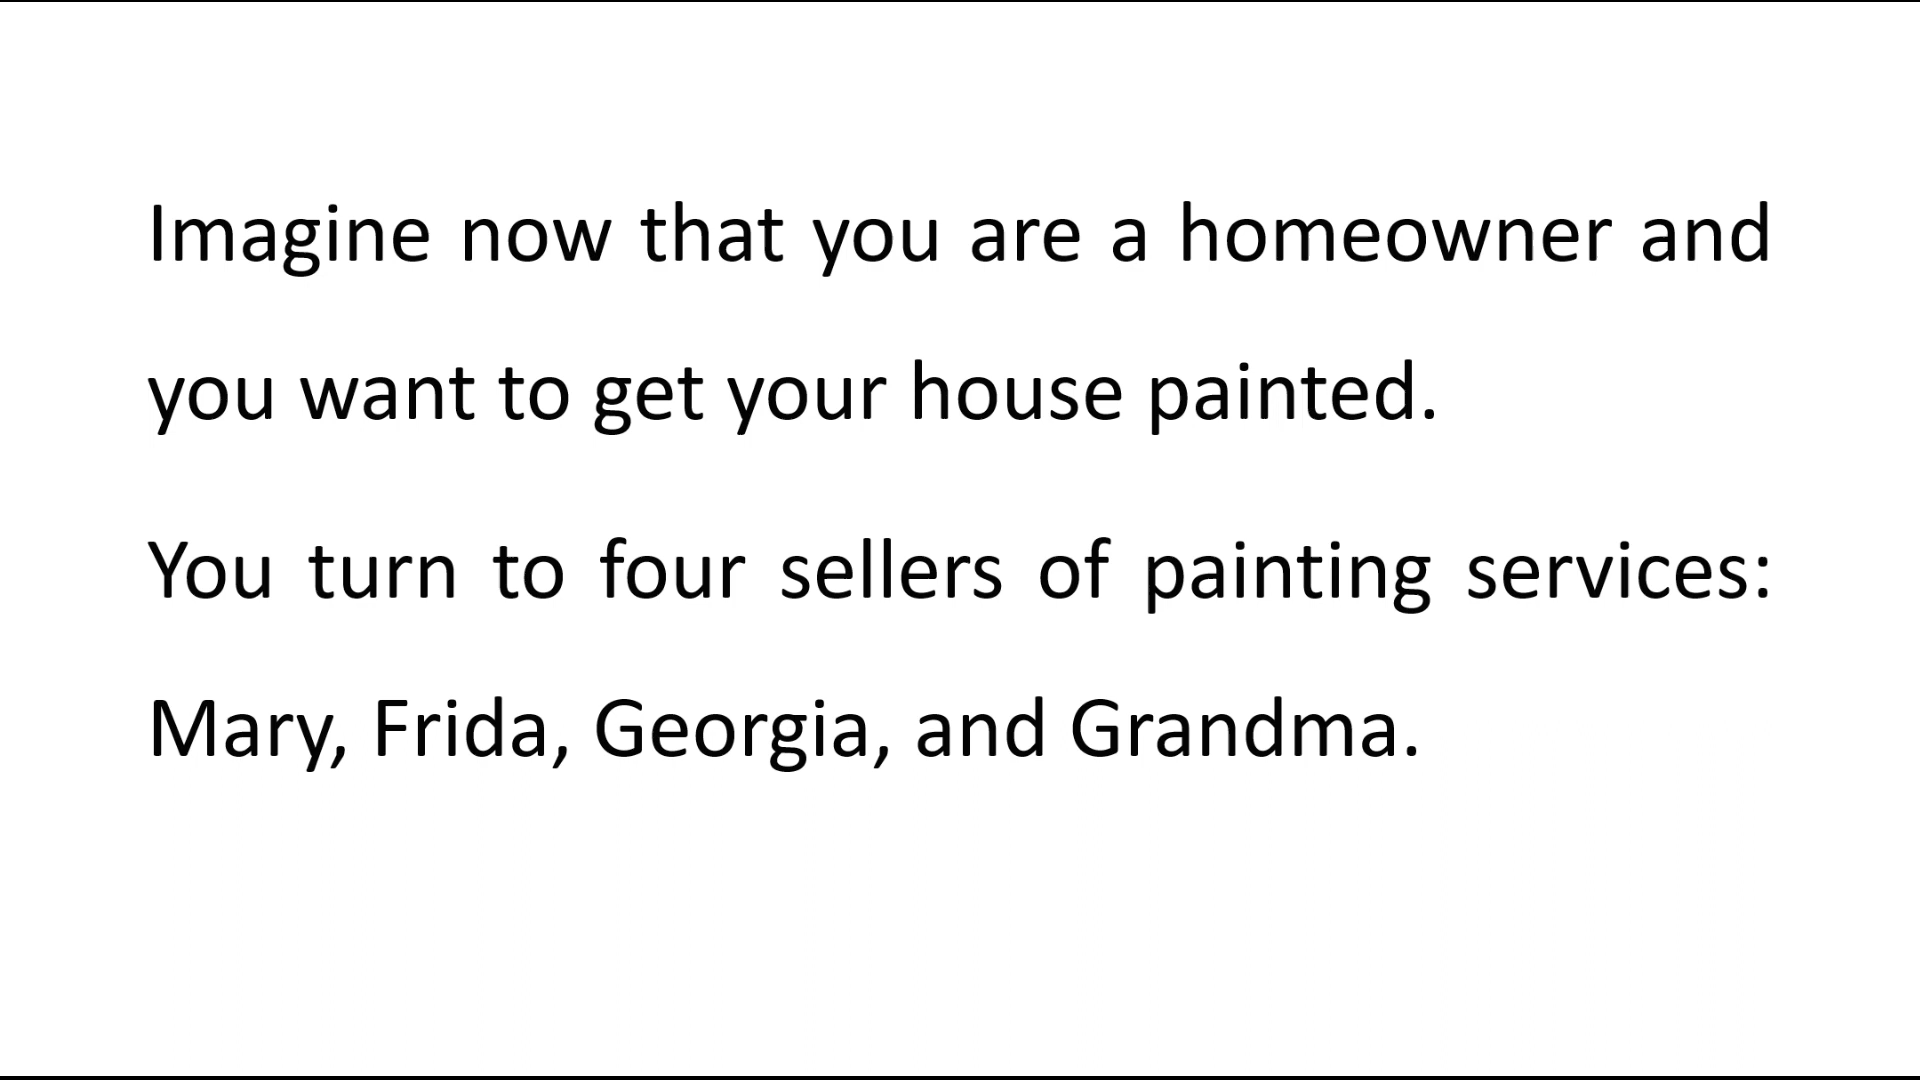 Imagine now that you are a homeowner and
you want to get your house painted.
You turn to four sellers of painting services:
Mary, Frida, Georgia, and Grandma.